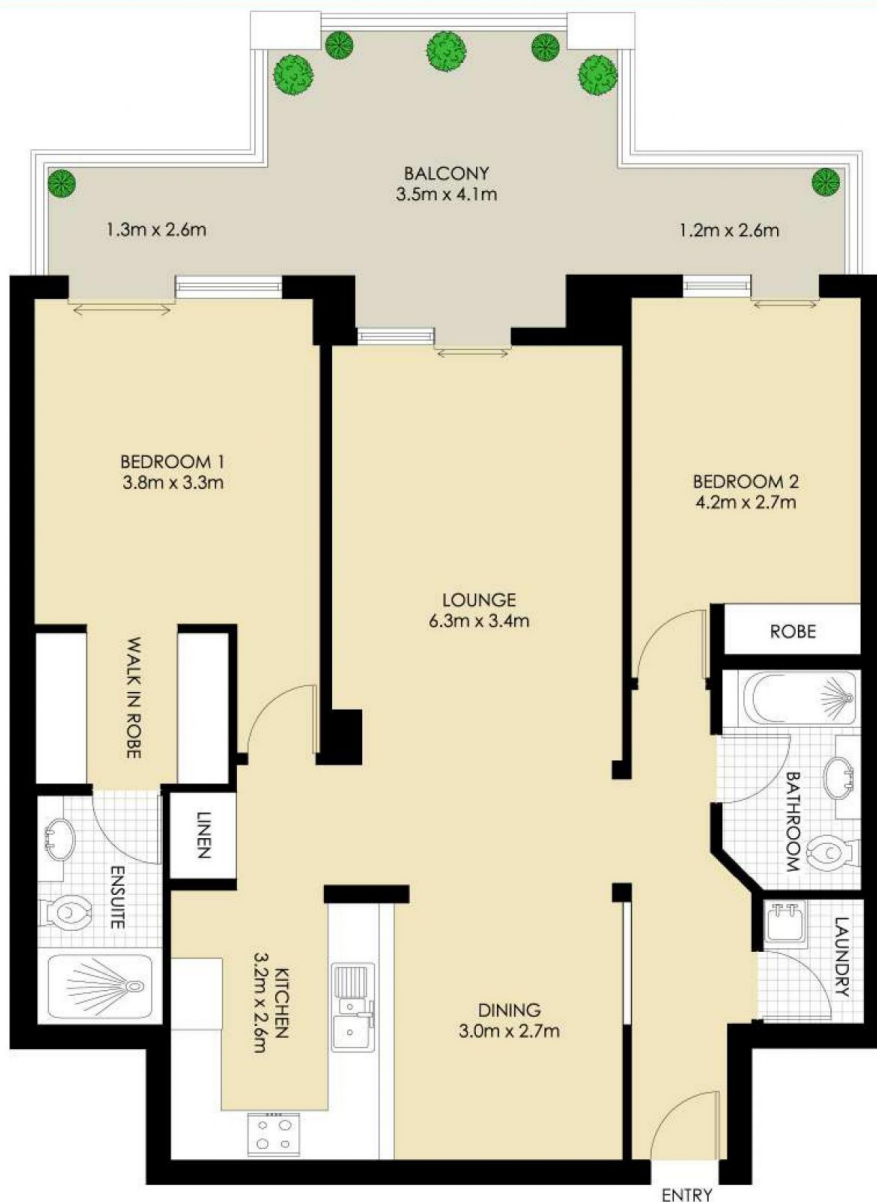 BALCONY
3.5m x 4.1m
1.3m x 2.6m
1.2m x 2.6m
BEDROOM 1
3.8m x 3.3m
BEDROOM 2
4.2m x 2.7m
LOUNGE
6.3m x 3.4m
ROBE
WALK IN ROBE
BATHROOM
LINEN
ENSUITE
LAUNDRY
KITCHEN
3.2m x 2.6m
DINING
3.0m x 2.7m
ENTRY